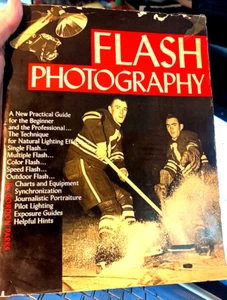 FLASH
PHOTOGRAPHY
A New Practical Guide
for the Beginner
and the Professional...
The Technique
for Natural Lighting Effects
Single Flash...
Multiple Flash...
Color Flash...
Speed Flash...
Outdoor Flash...
Charts and Equipment
Synchronization
Journalistic Portraiture
Pilot Lighting
Exposure Guides
Helpful Hints